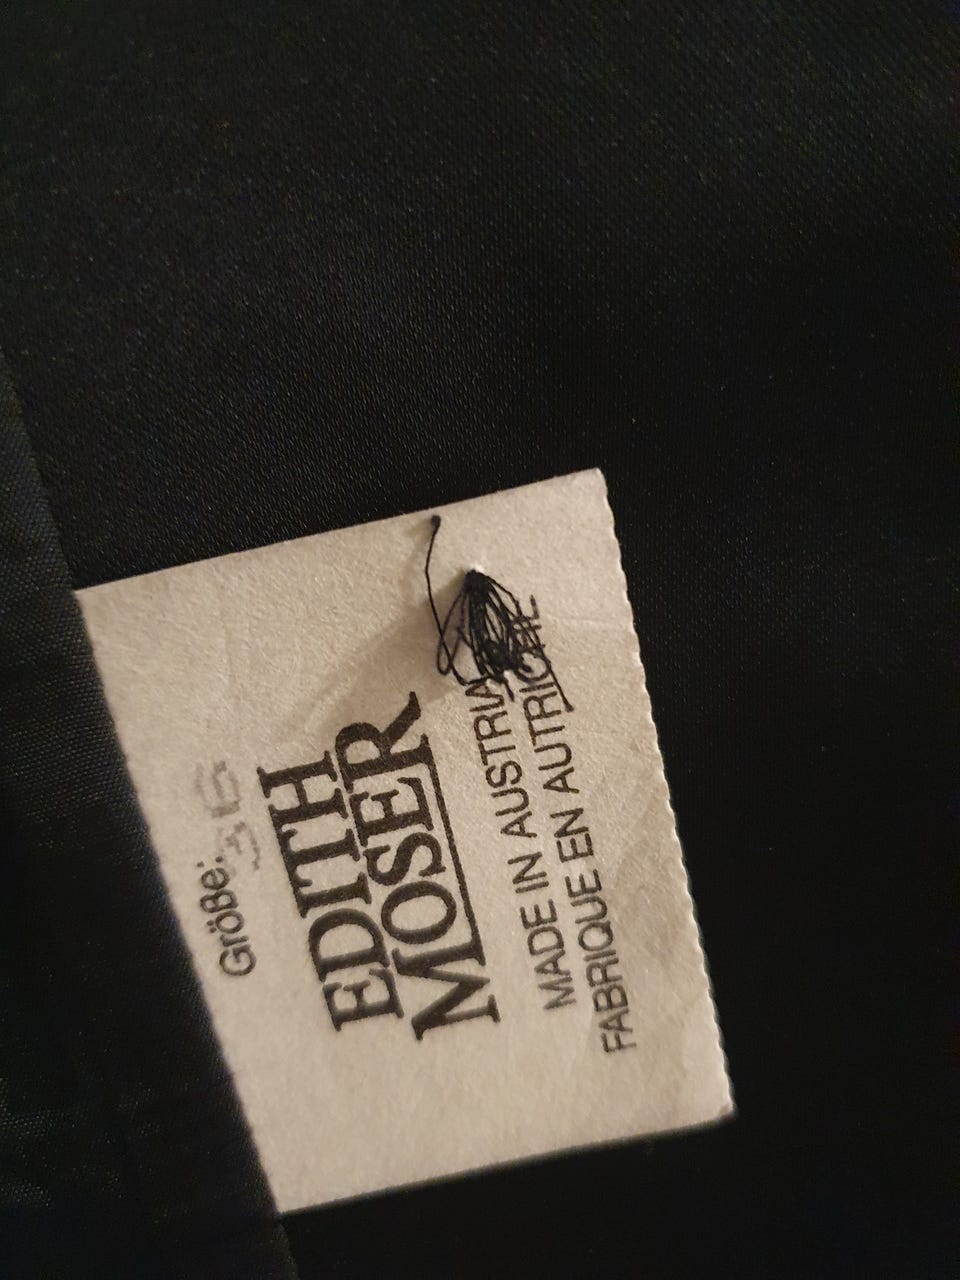 Größe:
EDITH
MOSER
MADE IN AUSTRIA
FABRIQUE EN AUTRICHE